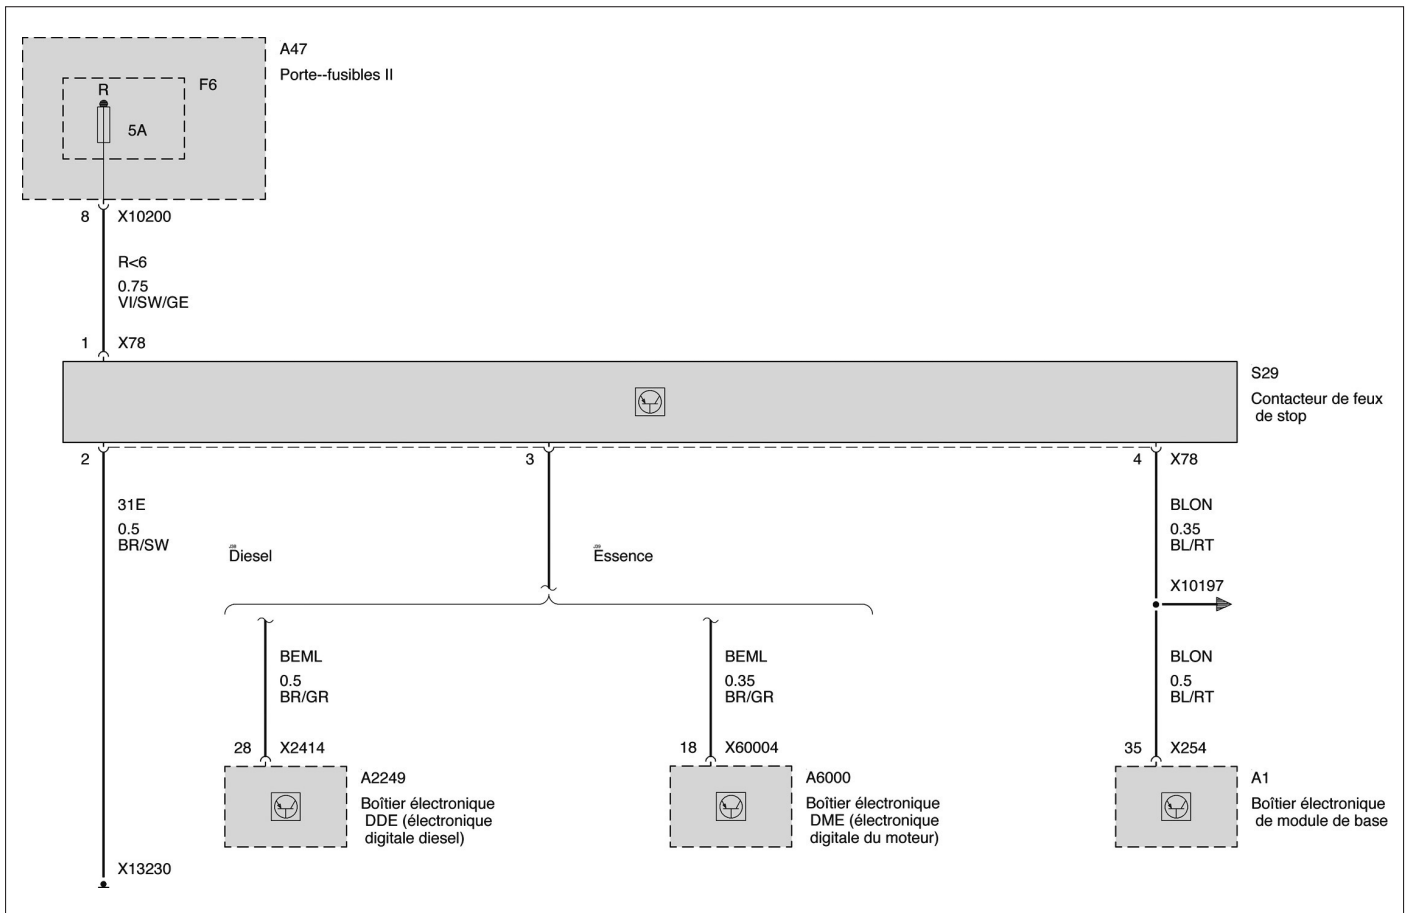 A47
Porte--fusibles II
F6
R
5A
8 X10200
R<6
0.75
VI/SW/GE
1 X78
S29
Contacteur de feux
de stop
2 3 4 X78
31E
0.5
BR/SW
Diesel
Essence
BLON
0.35
BL/RT
X10197
BEML
0.5
BR/GR
BEML
0.35
BR/GR
BLON
0.5
BL/RT
28 X2414
18 X60004
35 X254
A2249
Boîtier électronique
DDE (électronique
digitale diesel)
A6000
Boîtier électronique
DME (électronique
digitale du moteur)
A1
Boîtier électronique
de module de base
X13230